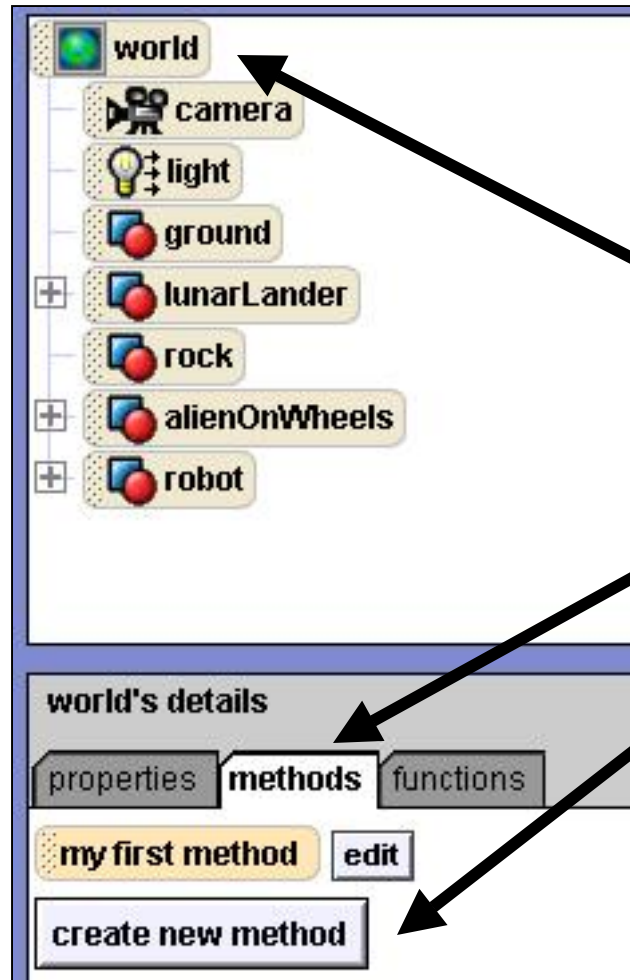 world
camera
light
ground
lunarLander
rock
alienOnWheels
robot
world's details
properties methods functions
my first method edit
create new method